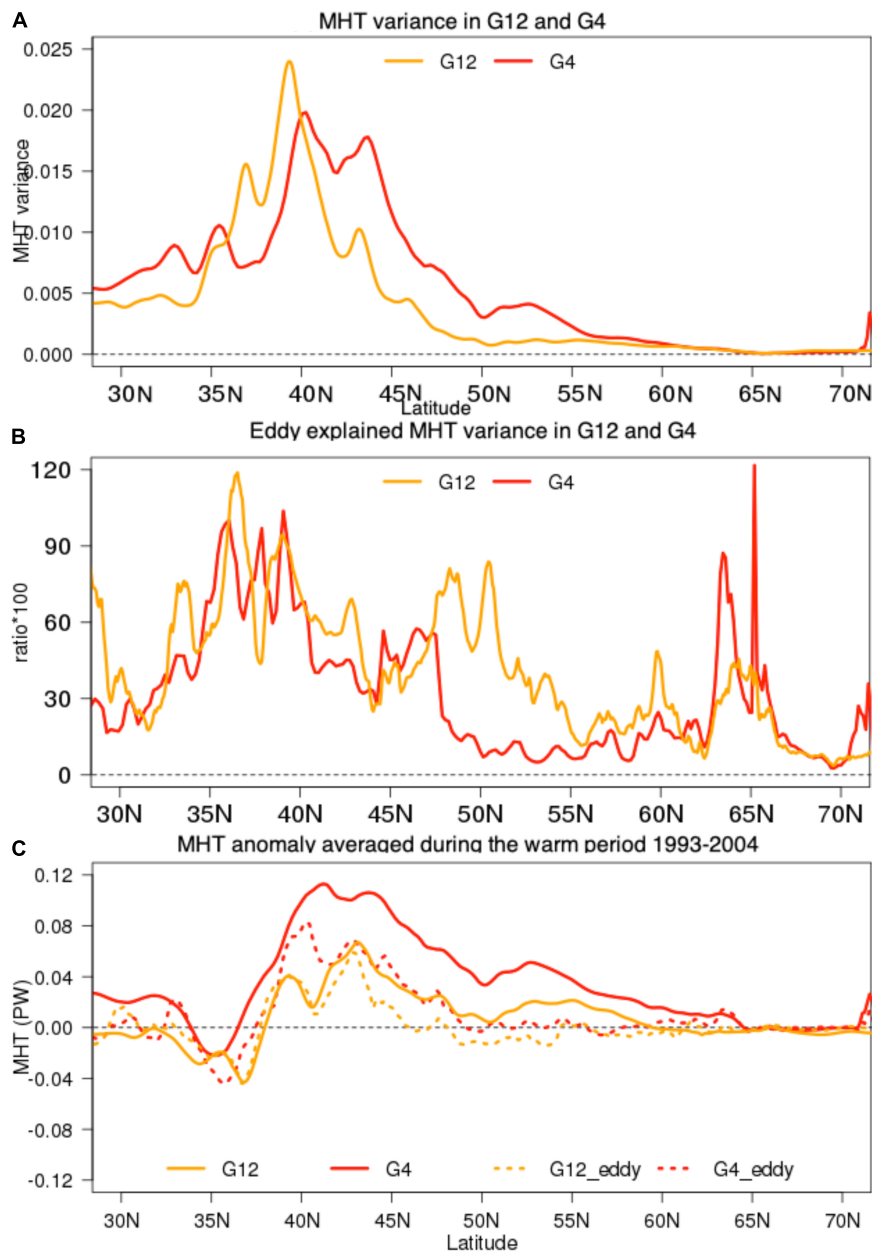 A
MHT variance in G12 and G4
G12 G4
0.025
0.020
0.015
0.010
0.005
0.000
MHT variance
30N 35N 40N 45N 50N 55N 60N 65N 70N
Latitude
B
Eddy explained MHT variance in G12 and G4
G12 G4
120
90
60
30
0
ratio*100
30N 35N 40N 45N 50N 55N 60N 65N 70N
C
MHT anomaly averaged during the warm period 1993-2004
0.12
0.08
0.04
0.00
-0.04
-0.08
-0.12
MHT (PW)
G12 G4 G12_eddy G4_eddy
30N 35N 40N 45N 50N 55N 60N 65N 70N
Latitude